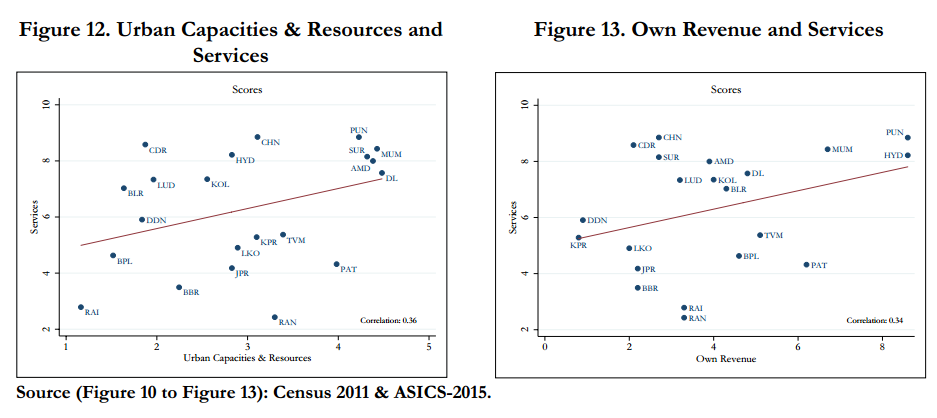 Figure 12. Urban Capacities & Resources and
Services
Scores
10
8
6
4
2
Services
PUN
CHN
CDR
SUR
MUM
HYD
AMD
DL
LUD
KOL
BLR
DDN
KPR
TVM
LKO
BPL
JPR
PAT
BBR
RAI
RAN
Correlation: 0.36
1 2 3 4 5
Urban Capacities & Resources
Figure 13. Own Revenue and Services
Scores
10
8
6
4
2
Services
PUN
CHN
CDR
MUM
HYD
SUR
AMD
DL
LUD
KOL
BLR
DDN
KPR
TVM
LKO
BPL
JPR
PAT
BBR
RAI
RAN
Correlation: 0.34
0 2 4 6 8
Own Revenue
Source (Figure 10 to Figure 13): Census 2011 & ASICS-2015.